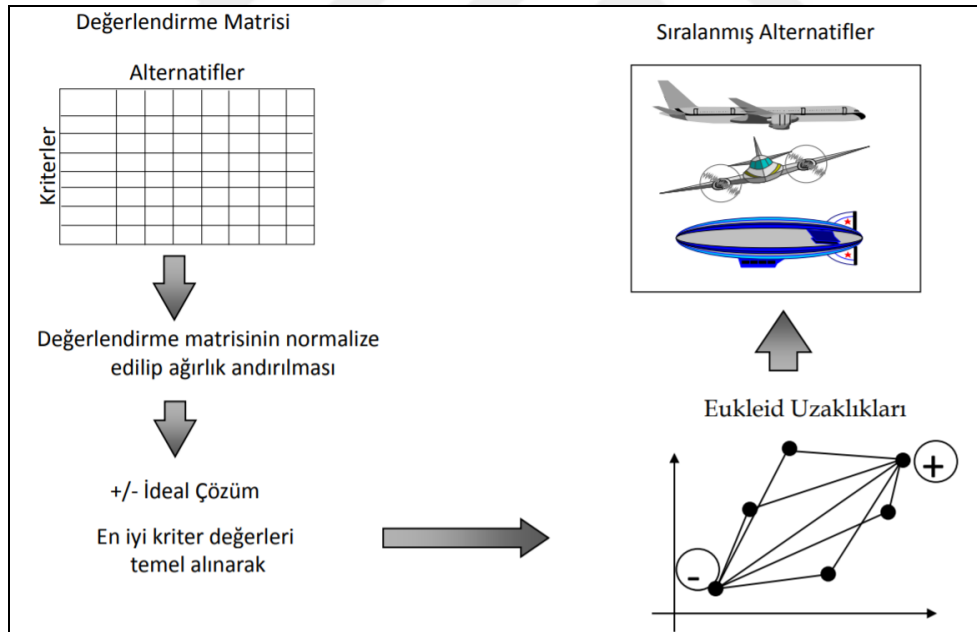 Değerlendirme Matrisi
Alternatifler
Kriterler
Değerlendirme matrisinin normalize
edilip ağırlık andırılması
+/- İdeal Çözüm
En iyi kriter değerleri
temel alınarak
Sıralanmış Alternatifler
Eukleid Uzaklıkları
+
-